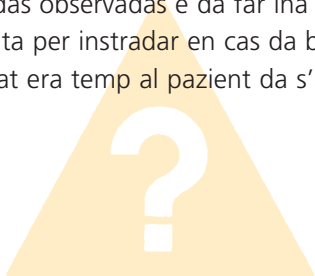 das observadas e da far ina
ta per instradar en cas da b
at era temp al pazient da s'
?